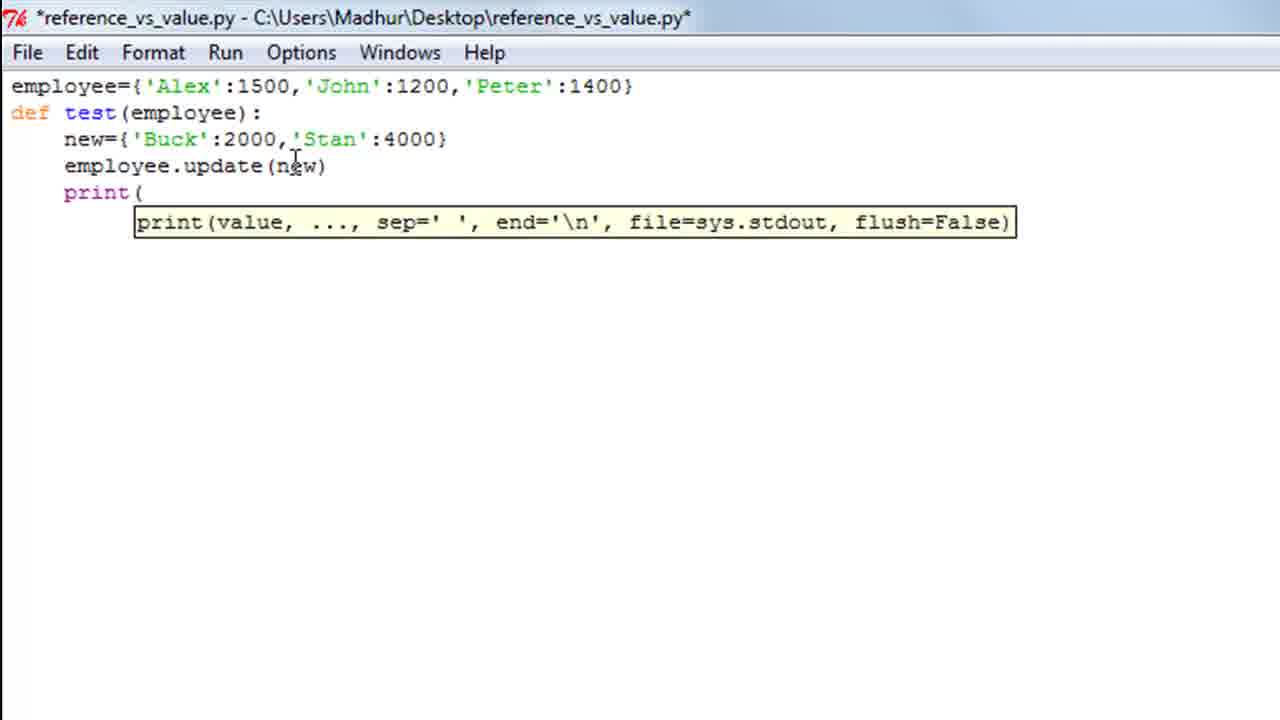 *reference_vs_value.py - C:\Users\Madhur\Desktop\reference_vs_value.py*
File Edit Format Run Options Windows Help
employee={'Alex':1500,'John':1200,'Peter':1400}
def test(employee):
    new={'Buck':2000,'Stan':4000}
    employee.update(new)
    print(
print(value, ..., sep=' ', end='\n', file=sys.stdout, flush=False)